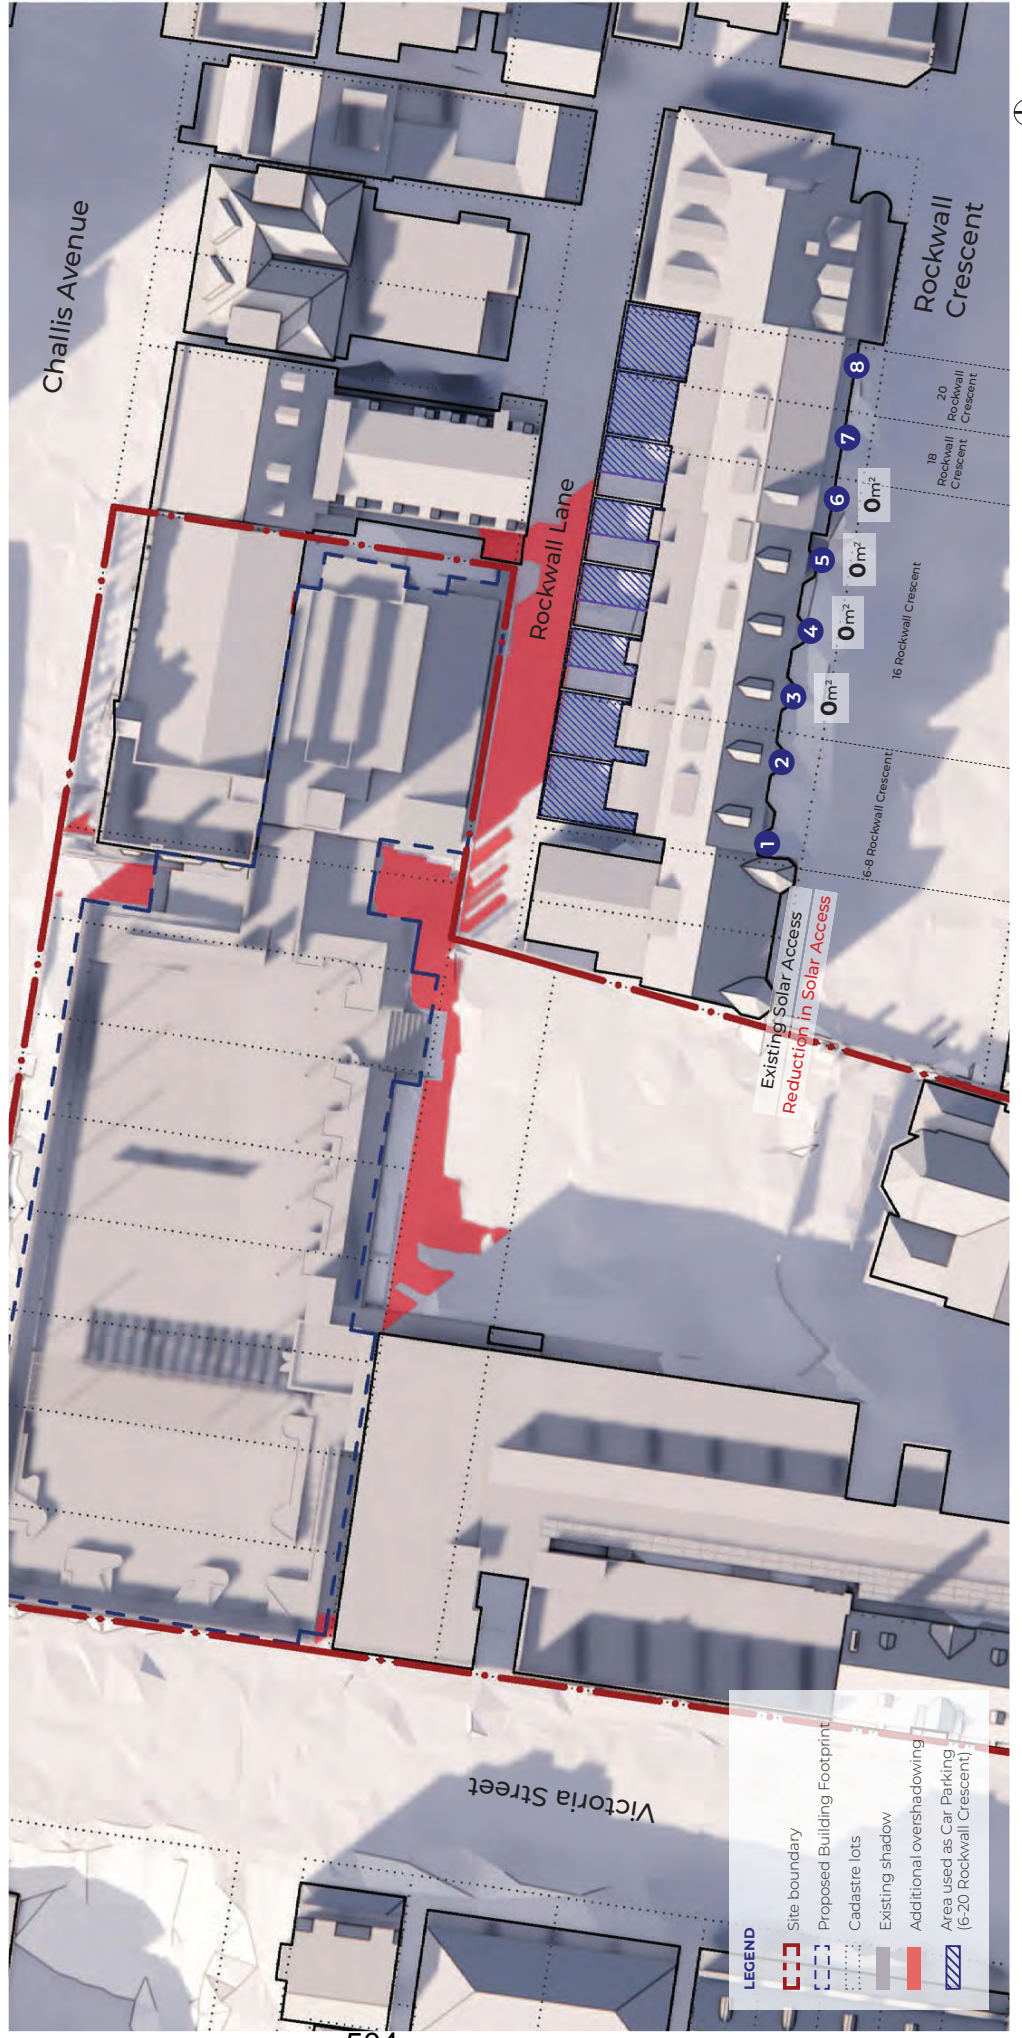 Challis Avenue
Rockwall Lane
Rockwall
Crescent
20
Rockwall
Crescent
18
Rockwall
Crescent
16 Rockwall Crescent
6-8 Rockwall Crescent
1
2
3
0m²
4
0m²
5
0m²
6
0m²
7
8
Existing Solar Access
Reduction in Solar Access
Victoria Street
LEGEND
Site boundary
Proposed Building Footprint
Cadastre lots
Existing shadow
Additional overshadowing
Area used as Car Parking
(6-20 Rockwall Crescent)